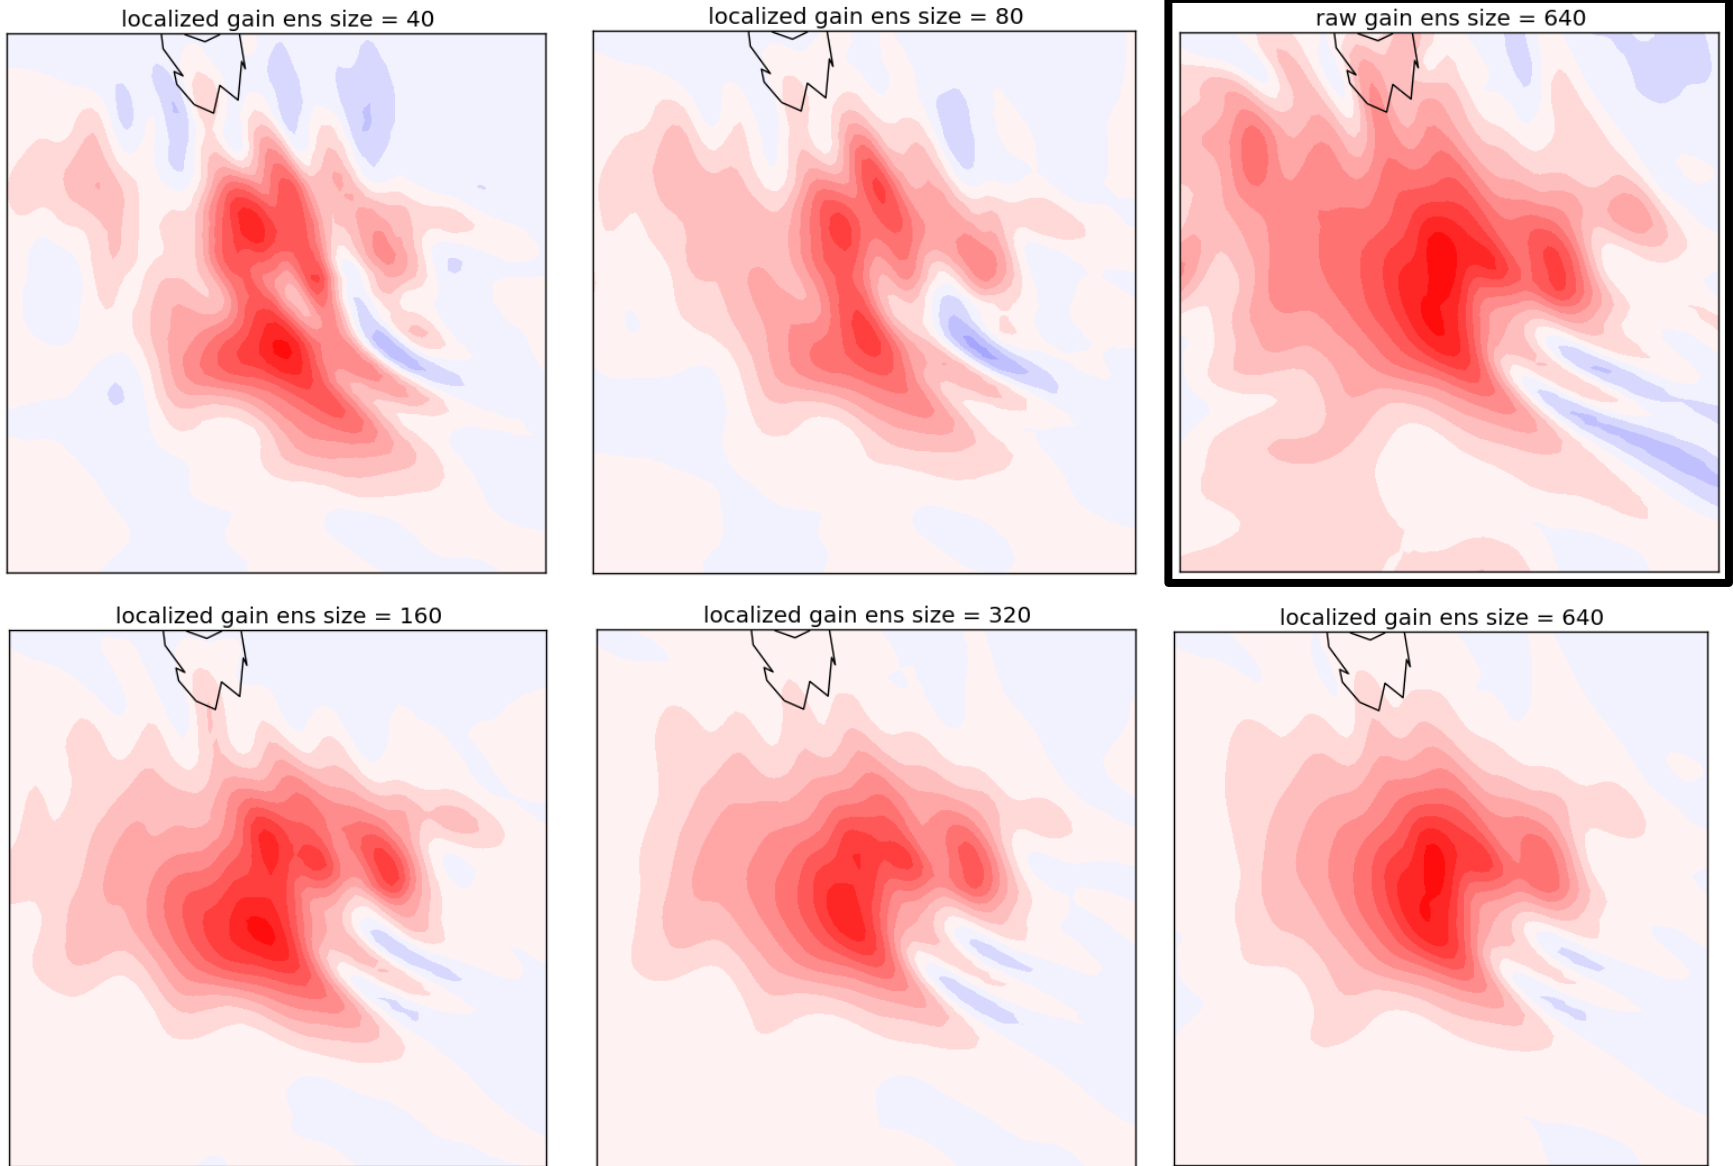 localized gain ens size = 40
localized gain ens size = 80
raw gain ens size = 640
localized gain ens size = 160
localized gain ens size = 320
localized gain ens size = 640